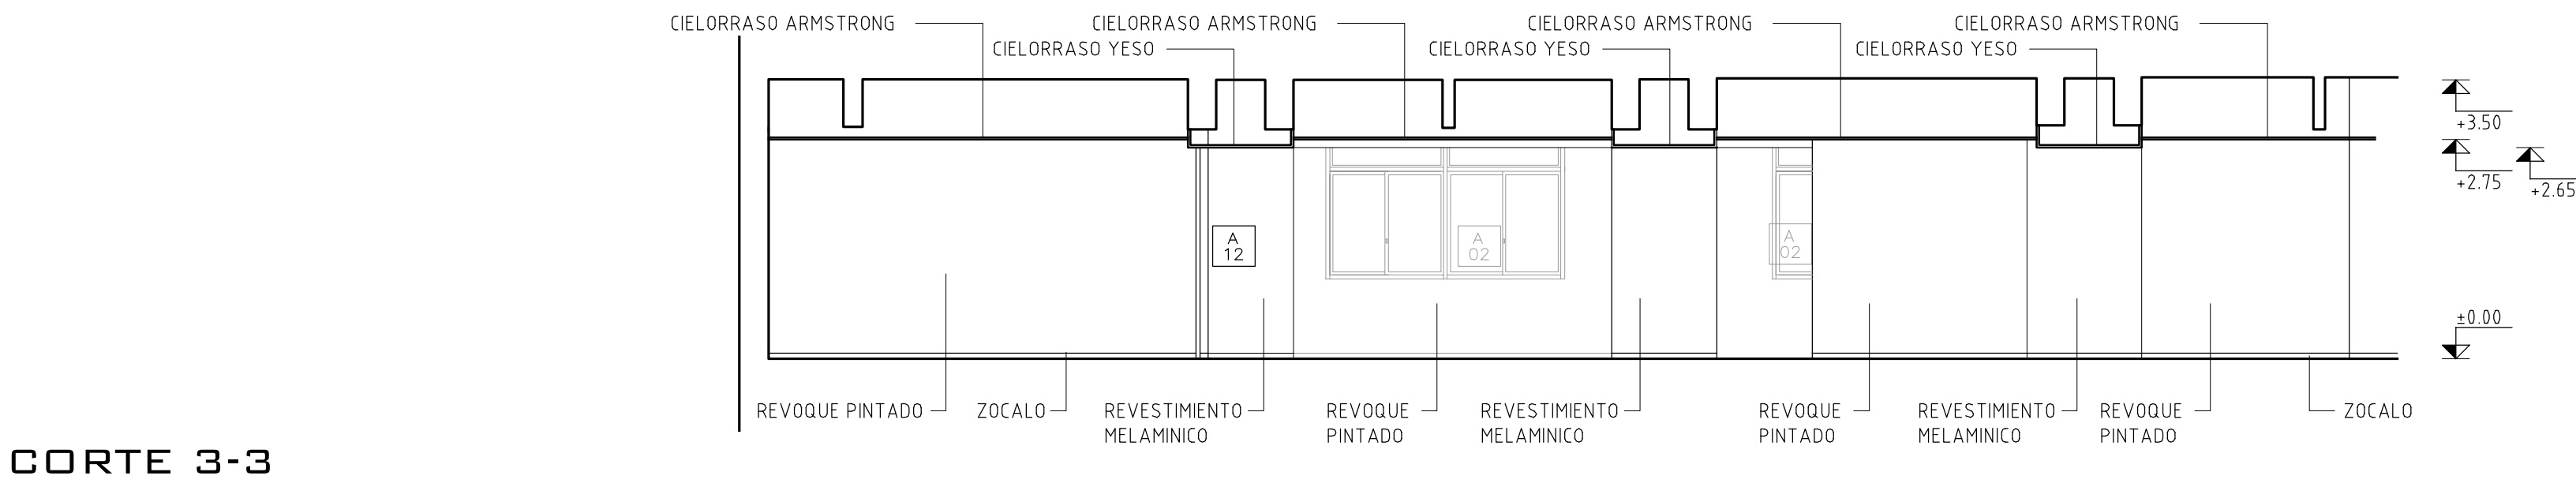 CIELORRASO ARMSTRONG
CIELORRASO ARMSTRONG
CIELORRASO ARMSTRONG
CIELORRASO ARMSTRONG
CIELORRASO YESO
CIELORRASO YESO
CIELORRASO YESO
+3.50
+2.75
+2.65
A
12
A
02
A
02
±0.00
REVOQUE PINTADO
ZOCALO
REVESTIMIENTO
MELAMINICO
REVOQUE
PINTADO
REVESTIMIENTO
MELAMINICO
REVOQUE
PINTADO
REVESTIMIENTO
MELAMINICO
REVOQUE
PINTADO
ZOCALO
CORTE 3-3